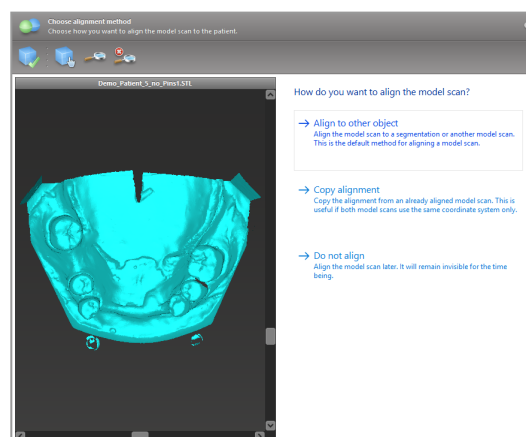 Choose alignment method
Choose how you want to align the model scan to the patient.
Demo_Patient_5_no_Pins1.STL
How do you want to align the model scan?
Align to other object
Align the model scan to a segmentation or another model scan.
This is the default method for aligning a model scan.
Copy alignment
Copy the alignment from an already aligned model scan. This is
useful if both model scans use the same coordinate system only.
Do not align
Align the model scan later. It will remain invisible for the time
being.